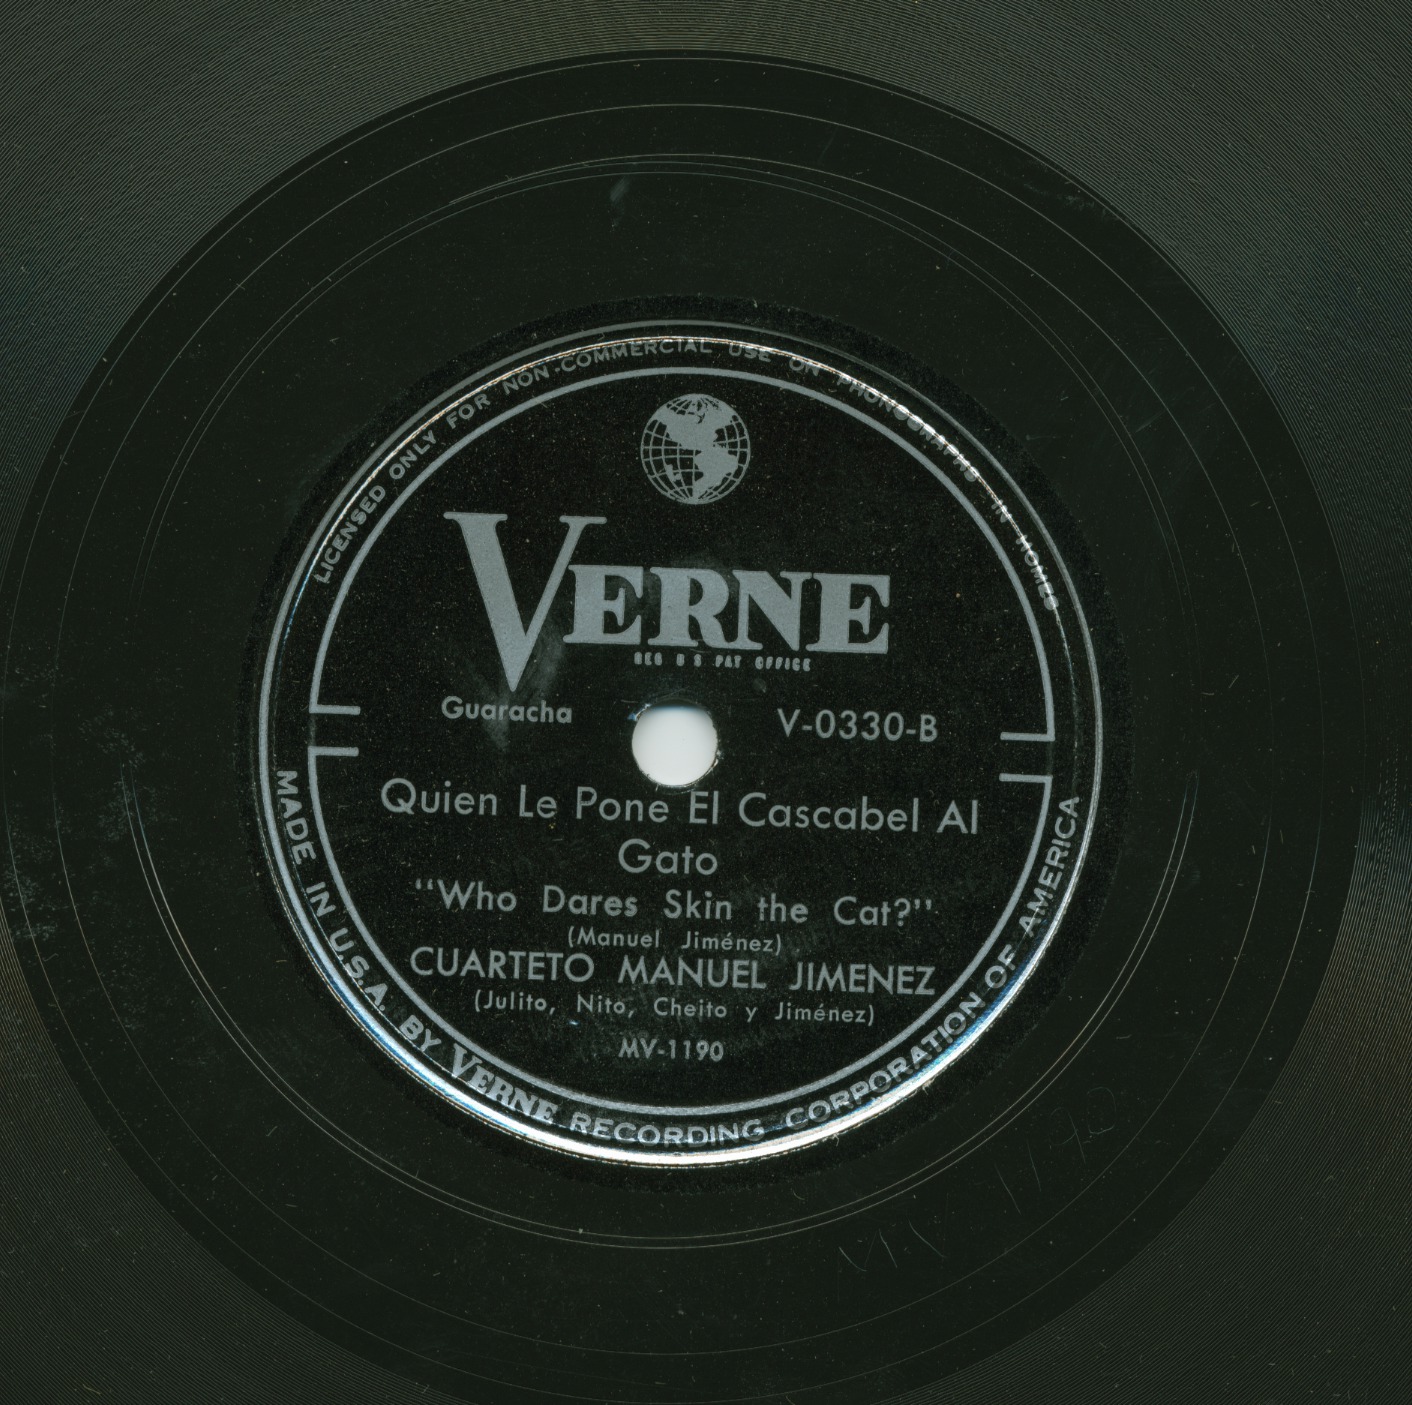 LICENSED ONLY FOR NON-COMMERCIAL USE ON PHONOGRAPHS IN HOMES
VERNE
REG U S PAT OFFICE
Guaracha
V-0330-B
Quien Le Pone El Cascabel Al
Gato
"Who Dares Skin the Cat?"
(Manuel Jiménez)
CUARTETO MANUEL JIMENEZ
(Julito, Nito, Cheito y Jiménez)
MV-1190
MADE IN U.S.A. BY VERNE RECORDING CORPORATION OF AMERICA
MV 1190